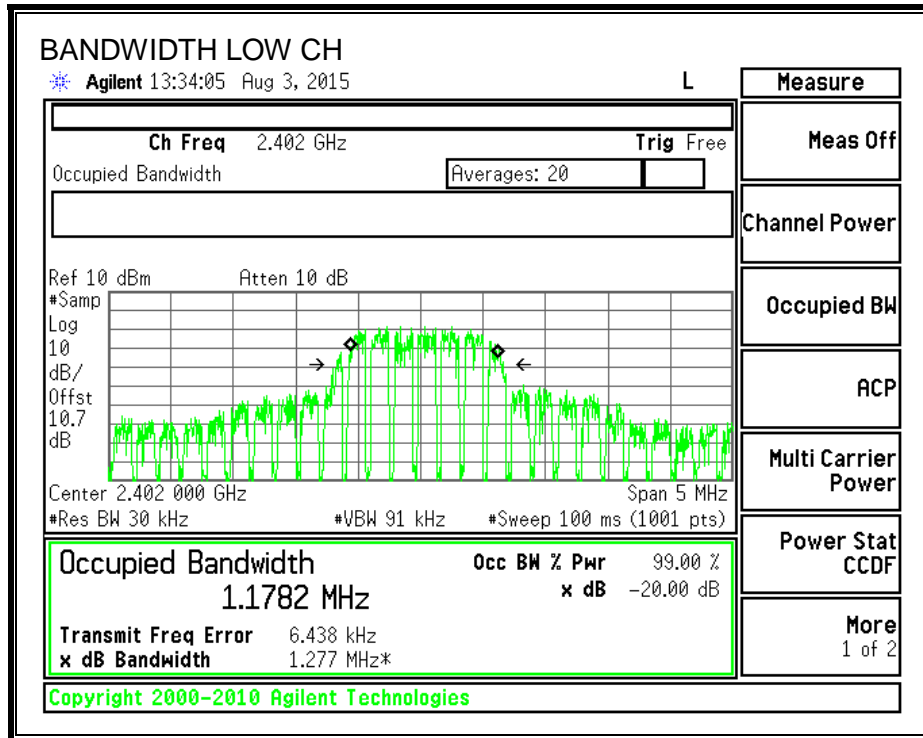 BANDWIDTH LOW CH
Agilent 13:34:05 Aug 3, 2015 L
Measure
Ch Freq 2.402 GHz Trig Free
Meas Off
Occupied Bandwidth Averages: 20
Channel Power
Ref 10 dBm Atten 10 dB
#Samp
Log
10
dB/
Offst
10.7
dB
Occupied BW
ACP
Multi Carrier
Power
Center 2.402 000 GHz Span 5 MHz
#Res BW 30 kHz #VBW 91 kHz #Sweep 100 ms (1001 pts)
Power Stat
CCDF
Occupied Bandwidth Occ BW % Pwr 99.00 %
1.1782 MHz x dB -20.00 dB
Transmit Freq Error 6.438 kHz
x dB Bandwidth 1.277 MHz*
More
1 of 2
Copyright 2000-2010 Agilent Technologies